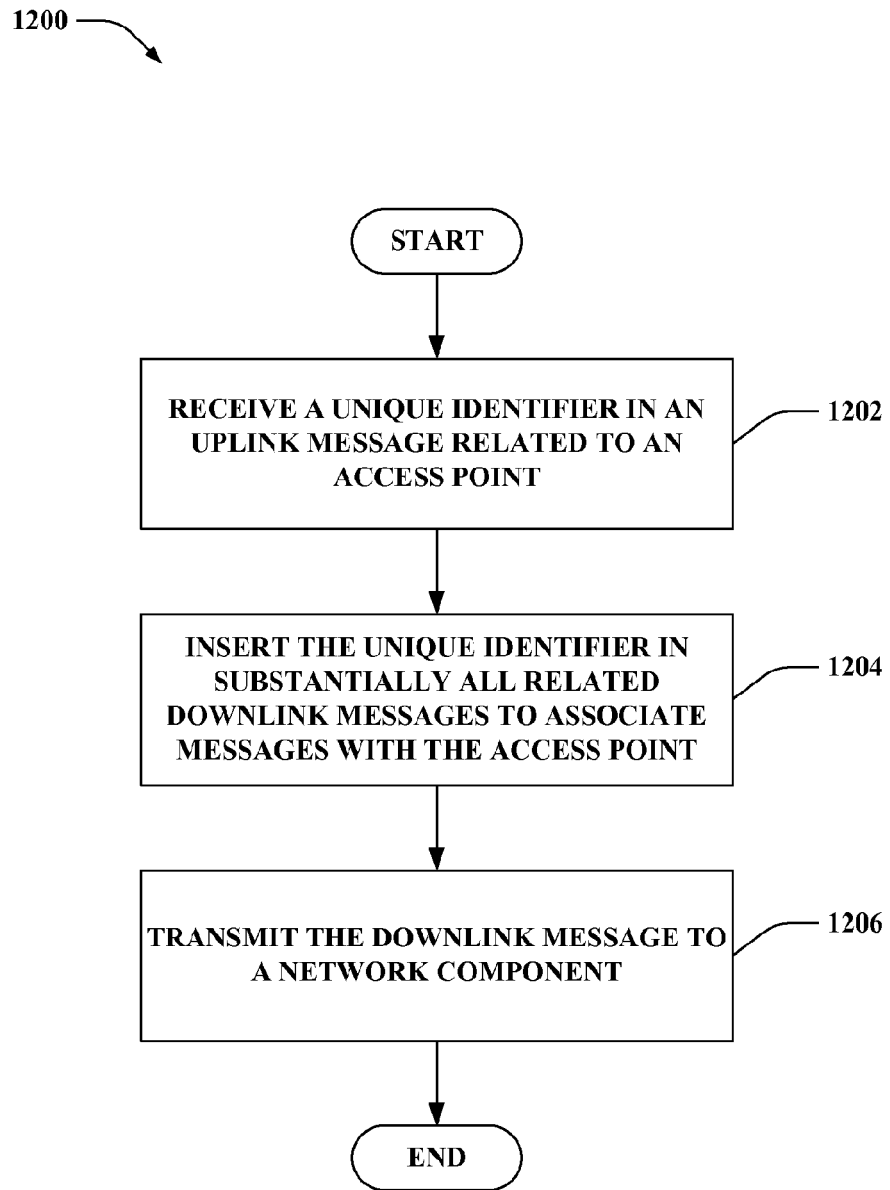 1200
START
RECEIVE A UNIQUE IDENTIFIER IN AN
UPLINK MESSAGE RELATED TO AN
ACCESS POINT
1202
INSERT THE UNIQUE IDENTIFIER IN
SUBSTANTIALLY ALL RELATED
DOWNLINK MESSAGES TO ASSOCIATE
MESSAGES WITH THE ACCESS POINT
1204
TRANSMIT THE DOWNLINK MESSAGE TO
A NETWORK COMPONENT
1206
END